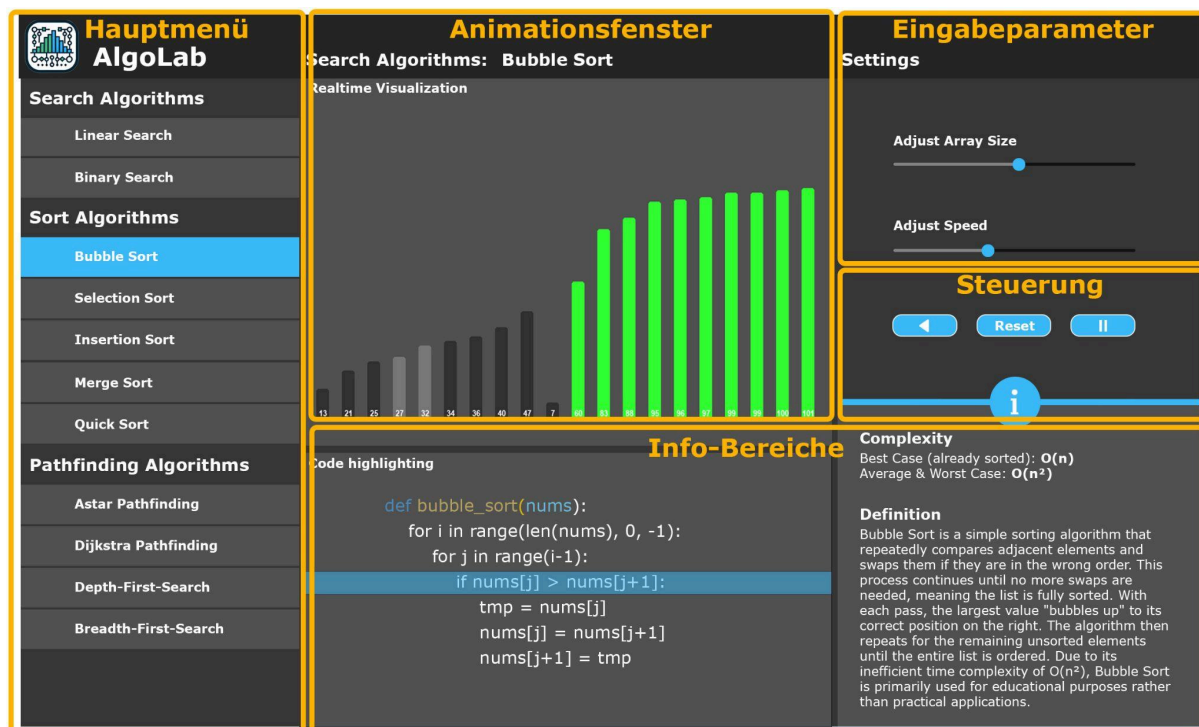 Hauptmenü
AlgoLab
Search Algorithms
Linear Search
Binary Search
Sort Algorithms
Bubble Sort
Selection Sort
Insertion Sort
Merge Sort
Quick Sort
Pathfinding Algorithms
Astar Pathfinding
Dijkstra Pathfinding
Depth-First-Search
Breadth-First-Search
Animationsfenster
Search Algorithms: Bubble Sort
Realtime Visualization
13 21 25 27 32 34 36 40 47 7 60 83 88 95 96 97 99 99 100 101
Eingabeparameter
Settings
Adjust Array Size
Adjust Speed
Steuerung
Reset
i
Info-Bereiche
Code highlighting
def bubble_sort(nums):
for i in range(len(nums), 0, -1):
for j in range(i-1):
if nums[j] > nums[j+1]:
tmp = nums[j]
nums[j] = nums[j+1]
nums[j+1] = tmp
Complexity
Best Case (already sorted): O(n)
Average & Worst Case: O(n²)
Definition
Bubble Sort is a simple sorting algorithm that
repeatedly compares adjacent elements and
swaps them if they are in the wrong order. This
process continues until no more swaps are
needed, meaning the list is fully sorted. With
each pass, the largest value "bubbles up" to its
correct position on the right. The algorithm then
repeats for the remaining unsorted elements
until the entire list is ordered. Due to its
inefficient time complexity of O(n²), Bubble Sort
is primarily used for educational purposes rather
than practical applications.